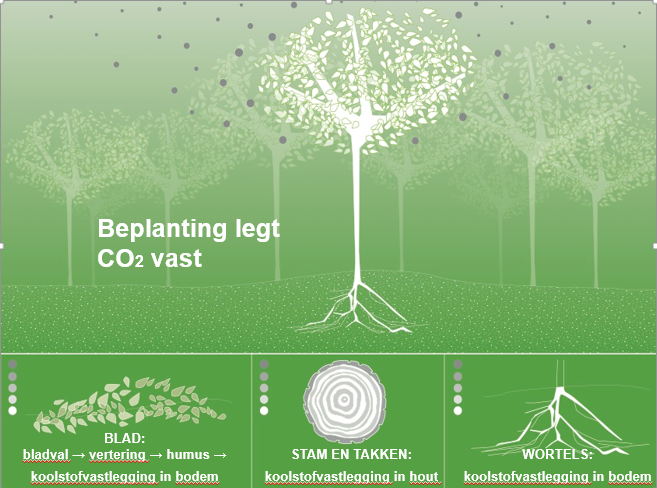 Beplanting legt
CO2 vast
BLAD:
bladval → vertering → humus →
koolstofvastlegging in bodem
STAM EN TAKKEN:
koolstofvastlegging in hout
WORTELS:
koolstofvastlegging in bodem